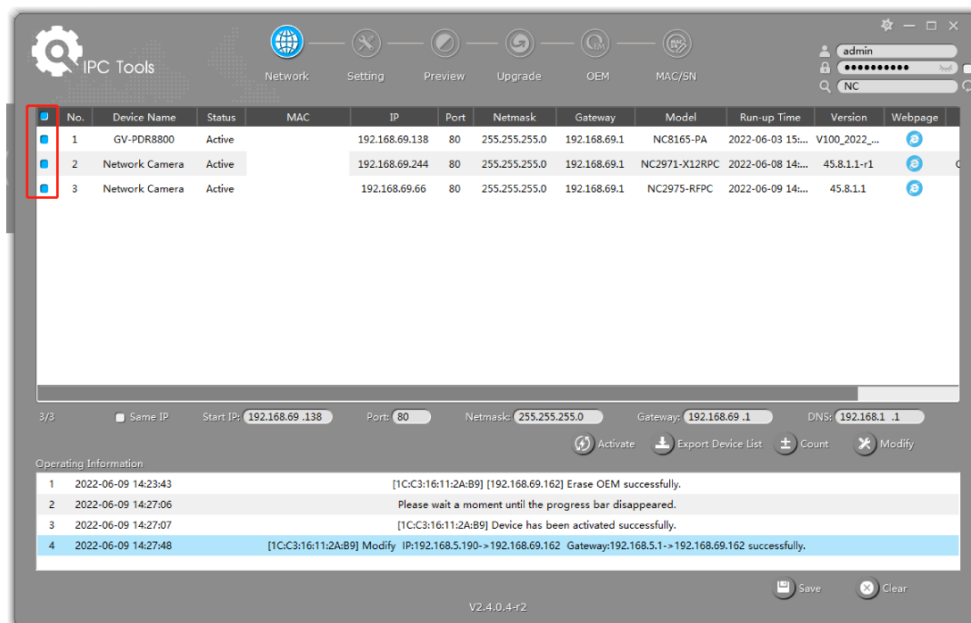 IPC Tools
Network Setting Preview Upgrade OEM MAC/SN
admin
NC
No. Device Name Status MAC IP Port Netmask Gateway Model Run-up Time Version Webpage
1 GV-PDR8800 Active 192.168.69.138 80 255.255.255.0 192.168.69.1 NC8165-PA 2022-06-03 15:... V100_2022_...
2 Network Camera Active 192.168.69.244 80 255.255.255.0 192.168.69.1 NC2971-X12RPC 2022-06-08 14:... 45.8.1.1-r1
3 Network Camera Active 192.168.69.66 80 255.255.255.0 192.168.69.1 NC2975-RFPC 2022-06-09 14:... 45.8.1.1
3/3 Same IP Start IP: 192.168.69 .138 Port: 80 Netmask: 255.255.255.0 Gateway: 192.168.69 .1 DNS: 192.168.1 .1
Activate Export Device List Count Modify
Operating Information
1 2022-06-09 14:23:43 [1C:C3:16:11:2A:B9] [192.168.69.162] Erase OEM successfully.
2 2022-06-09 14:27:06 Please wait a moment until the progress bar disappeared.
3 2022-06-09 14:27:07 [1C:C3:16:11:2A:B9] Device has been activated successfully.
4 2022-06-09 14:27:48 [1C:C3:16:11:2A:B9] Modify IP:192.168.5.190->192.168.69.162 Gateway:192.168.5.1->192.168.69.162 successfully.
Save Clear
V2.4.0.4-r2